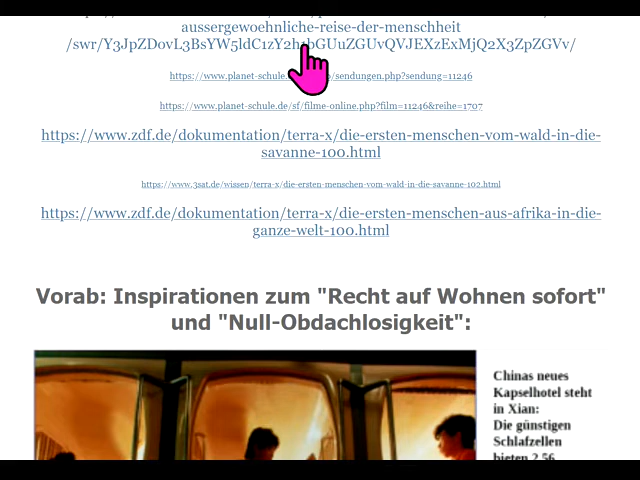 aussergewoehnliche-reise-der-menschheit
https://www.planet-schule.
/sendungen.php?sendung=11246
https://www.planet-schule.de/sf/filme-online.php?film=11246&reihe=1707
https://www.zdf.de/dokumentation/terra-x/die-ersten-menschen-vom-wald-in-die-
savanne-100.html
https://www.3sat.de/wissen/terra-x/die-ersten-menschen-vom-wald-in-die-savanne-102.html
https://www.zdf.de/dokumentation/terra-x/die-ersten-menschen-aus-afrika-in-die-
ganze-welt-100.html
Vorab: Inspirationen zum "Recht auf Wohnen sofort"
und "Null-Obdachlosigkeit":
Chinas neues
Kapselhotel steht
in Xian:
Die günstigen
Schlafzellen
bieten 2,56